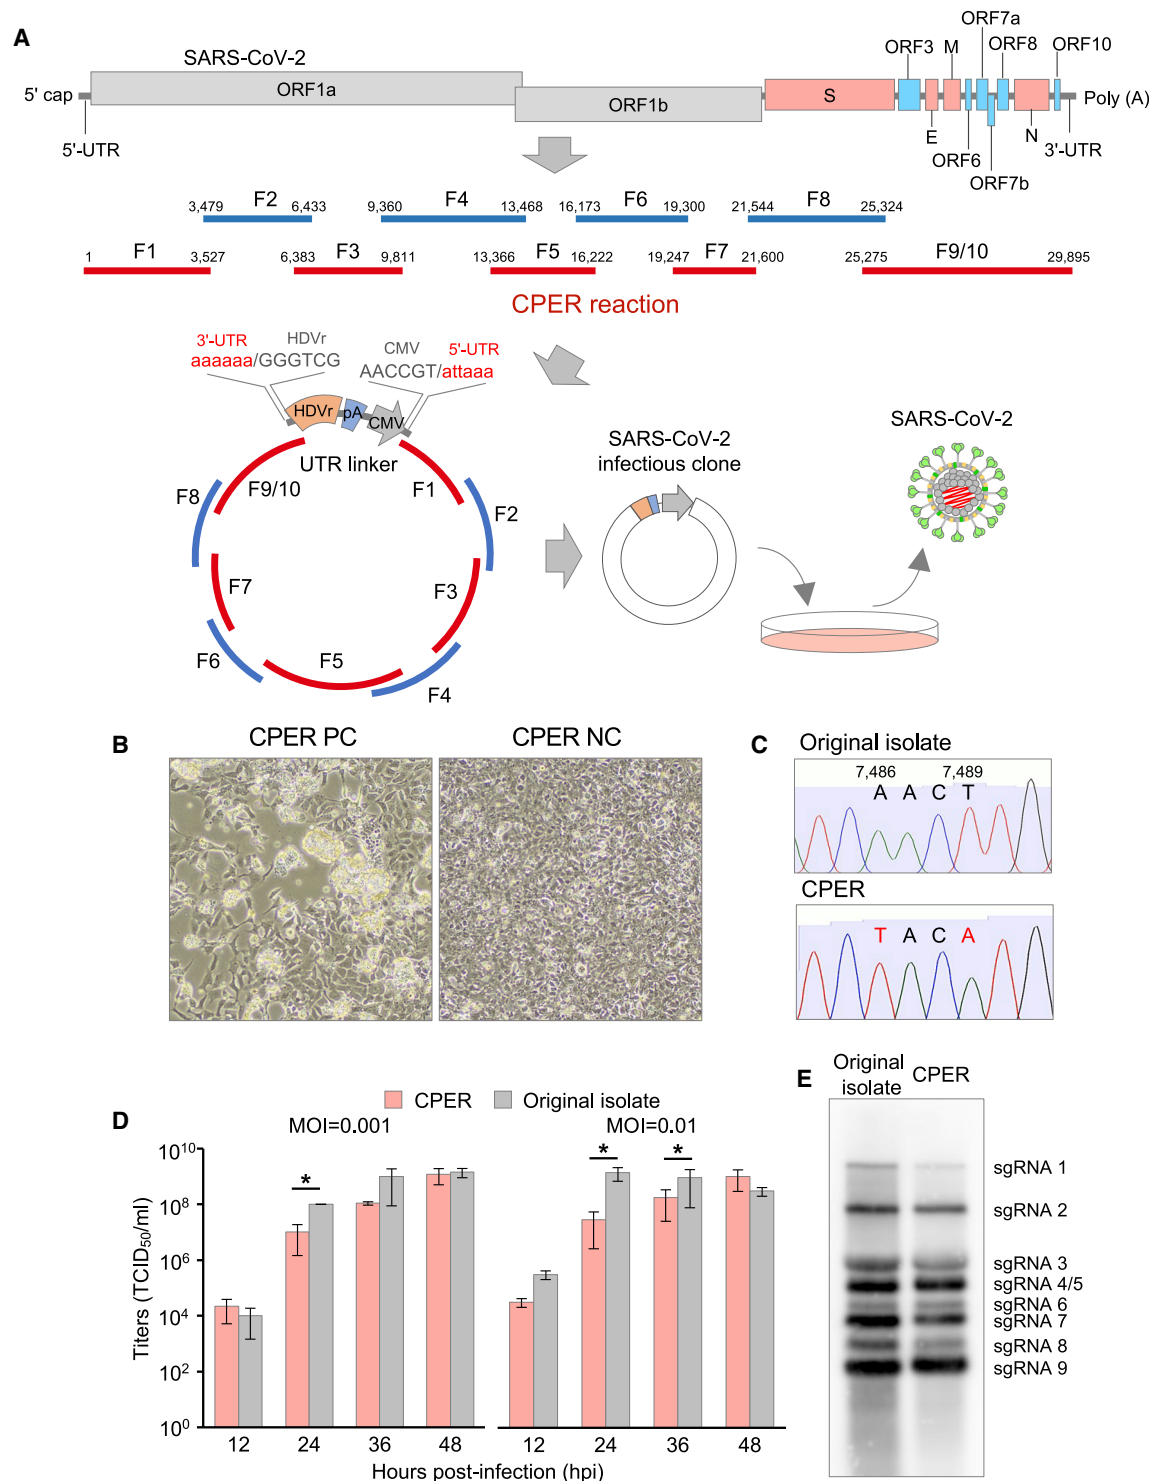 A
SARS-CoV-2
5' cap
ORF1a
ORF1b
S
ORF3
M
ORF7a
ORF8
ORF10
Poly (A)
5'-UTR
E
ORF6
ORF7b
N
3'-UTR
3,479 F2 6,433
9,360 F4 13,468
16,173 F6 19,300
21,544 F8 25,324
1 F1 3,527
6,383 F3 9,811
13,366 F5 16,222
19,247 F7 21,600
25,275 F9/10 29,895
CPER reaction
3'-UTR HDVr
aaaaaa/GGGTCG
CMV 5'-UTR
AACCGT/attaaa
HDVr
pA
CMV
UTR linker
F9/10
F1
F8
F2
F7
F3
F6
F5
F4
SARS-CoV-2
infectious clone
SARS-CoV-2
B
CPER PC
CPER NC
C
Original isolate
7,486 7,489
A A C T
CPER
T A C A
D
CPER Original isolate
MOI=0.001
MOI=0.01
Titers (TCID50/ml)
10^10
10^8
10^6
10^4
10^2
10^0
*
* *
12 24 36 48
12 24 36 48
Hours post-infection (hpi)
E
Original
isolate
CPER
sgRNA 1
sgRNA 2
sgRNA 3
sgRNA 4/5
sgRNA 6
sgRNA 7
sgRNA 8
sgRNA 9